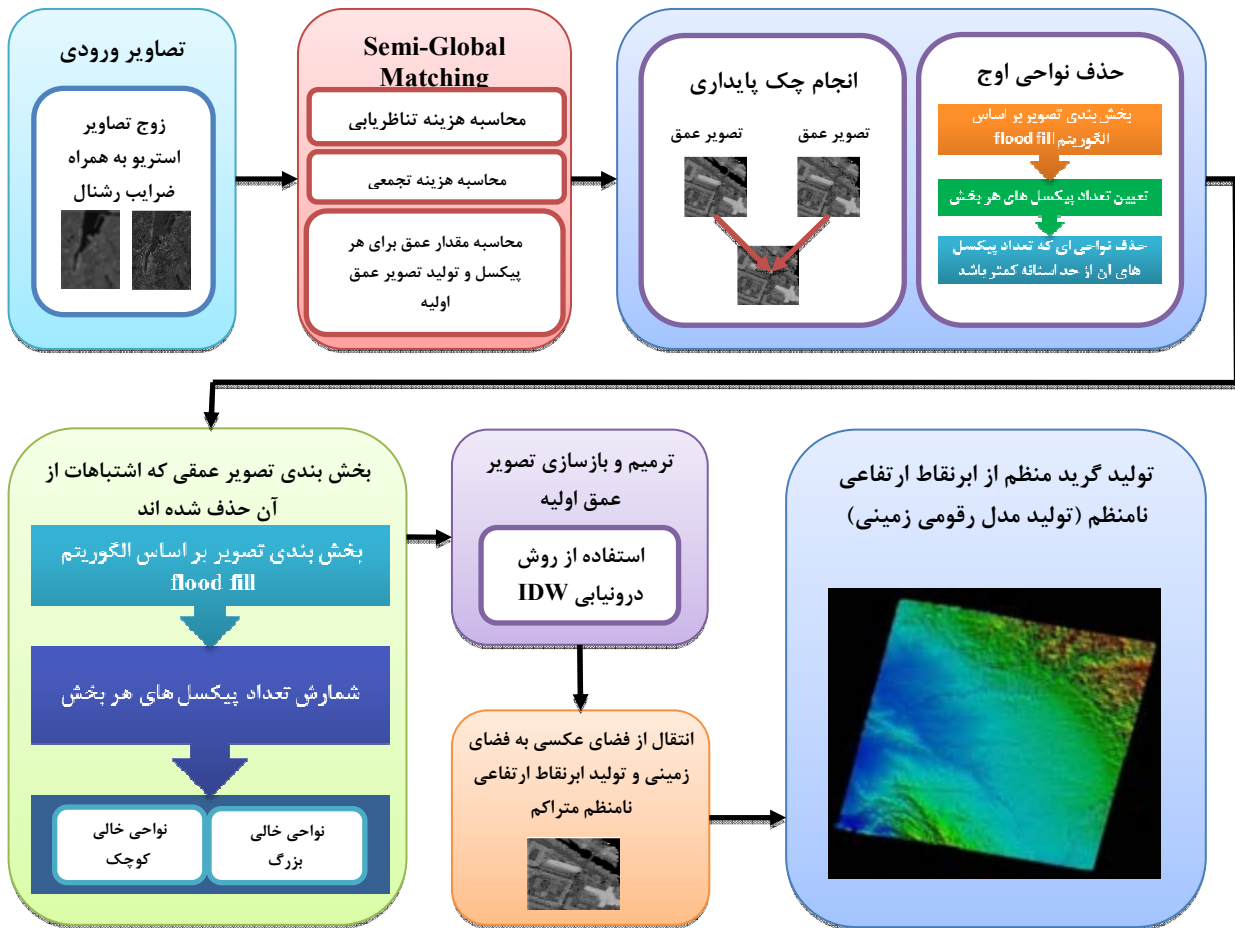 تصاویر ورودی
زوج تصاویر
استریو به همراه
ضرایب رشنال
Semi-Global
Matching
محاسبه هزینه تناظریابی
محاسبه هزینه تجمعی
محاسبه مقدار عمق برای هر
پیکسل و تولید تصویر عمق
اولیه
انجام چک پایداری
تصویر عمق
تصویر عمق
حذف نواحی اوج
بخش بندی تصویر بر اساس
الگوریتم flood fill
تعیین تعداد پیکسل های هر بخش
حذف نواحی ای که تعداد پیکسل
های ان از حد استانه کمتر باشد
بخش بندی تصویر عمقی که اشتباهات از
آن حذف شده اند
بخش بندی تصویر بر اساس الگوریتم
flood fill
شمارش تعداد پیکسل های هر بخش
نواحی خالی
بزرگ
نواحی خالی
کوچک
ترمیم و بازسازی تصویر
عمق اولیه
استفاده از روش
درونیابی IDW
انتقال از فضای عکسی به فضای
زمینی و تولید ابرنقاط ارتفاعی
نامنظم متراکم
تولید گرید منظم از ابرنقاط ارتفاعی
نامنظم (تولید مدل رقومی زمینی)